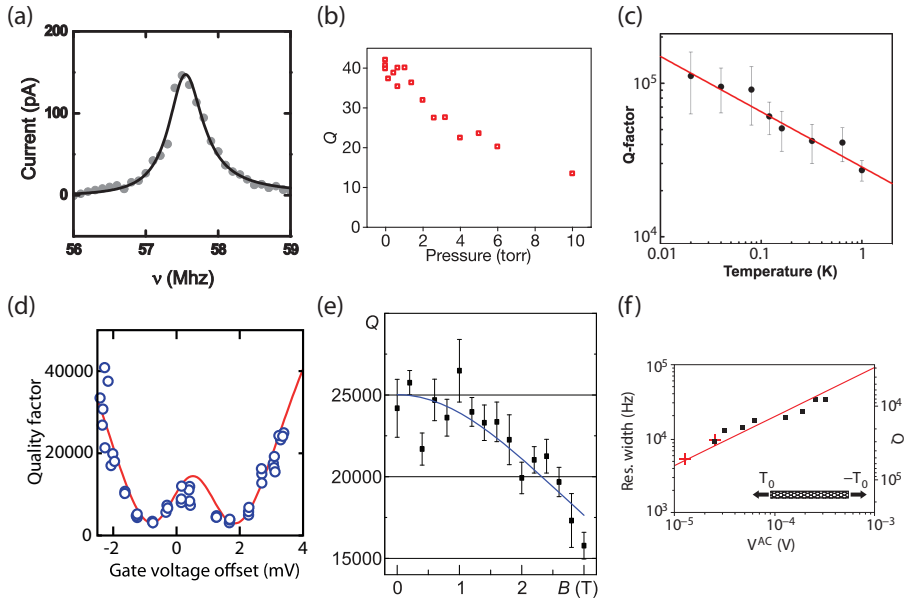 (a)
200
100
0
Current (pA)
56
57
58
59
ν (Mhz)
(b)
40
30
20
10
0
Q
0
2
4
6
8
10
Pressure (torr)
(c)
10⁵
10⁴
Q-factor
0.01
0.1
1
Temperature (K)
(d)
40000
20000
0
Quality factor
-2
0
2
4
Gate voltage offset (mV)
(e)
Q
25000
20000
15000
0
1
2
B (T)
(f)
10⁵
10⁴
10³
Res. width (Hz)
10⁴
10⁵
Q
T₀
−T₀
10⁻⁵
10⁻⁴
10⁻³
Vᴬᶜ (V)